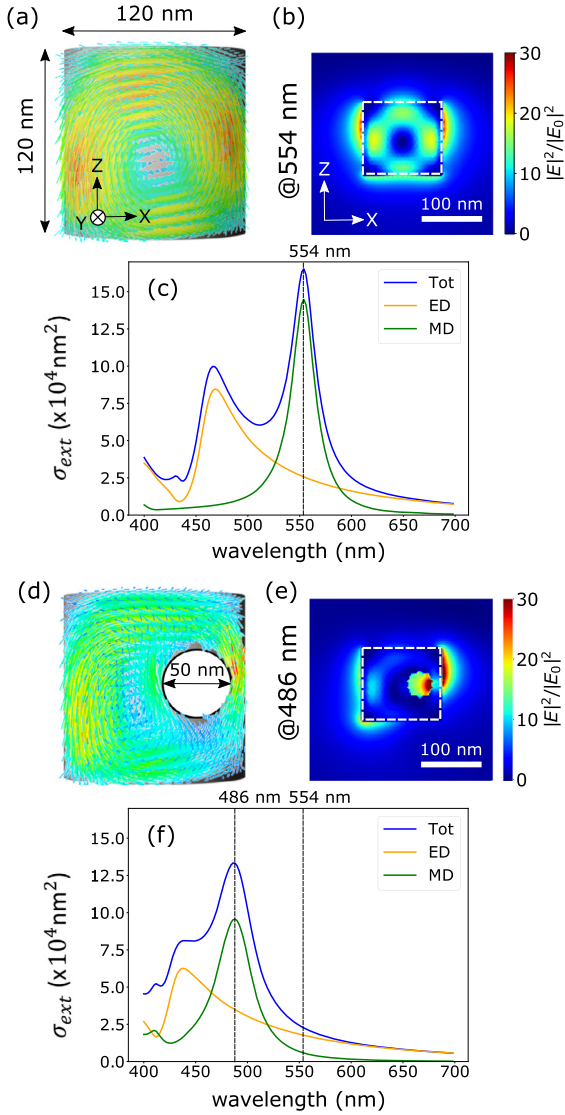 (a)
120 nm
120 nm
Z
Y
X
(b)
@554 nm
Z
X
100 nm
30
20
10
0
|E|²/|E₀|²
554 nm
(c)
Tot
ED
MD
15.0
12.5
10.0
7.5
5.0
2.5
0.0
σext (x10⁴nm²)
400 450 500 550 600 650 700
wavelength (nm)
(d)
50 nm
(e)
@486 nm
100 nm
30
20
10
0
|E|²/|E₀|²
486 nm 554 nm
(f)
Tot
ED
MD
15.0
12.5
10.0
7.5
5.0
2.5
0.0
σext (x10⁴nm²)
400 450 500 550 600 650 700
wavelength (nm)